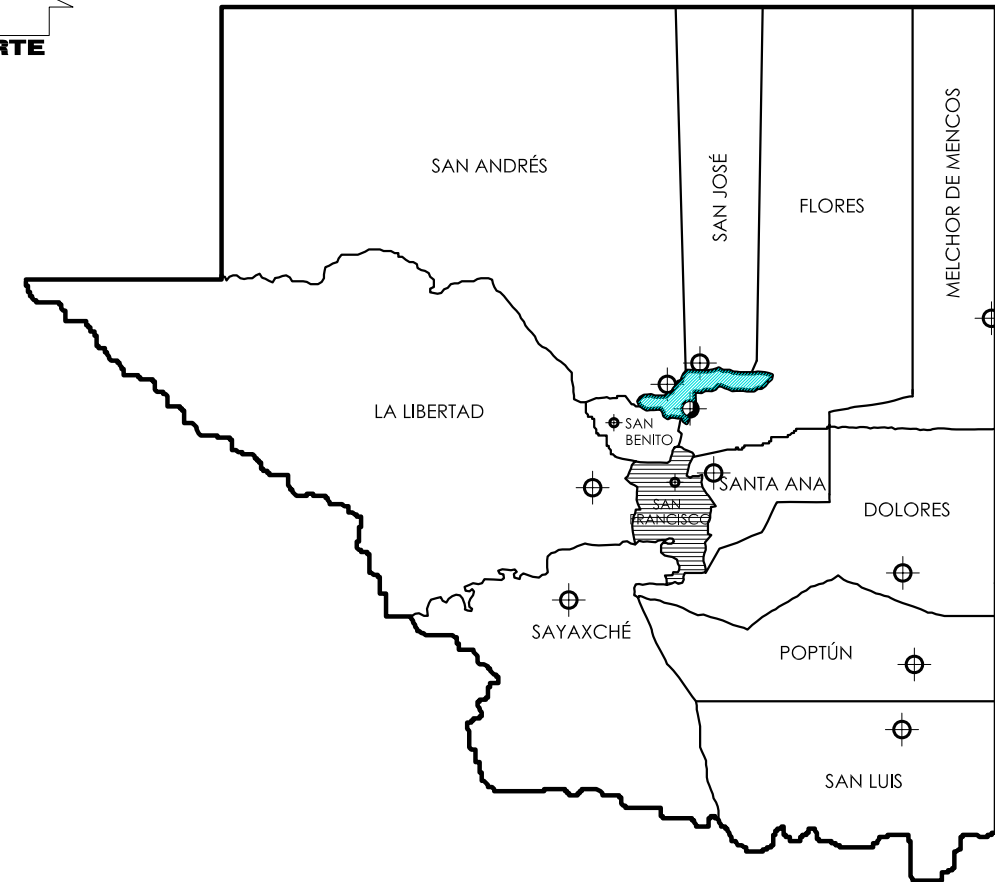 RTE
SAN ANDRÉS
SAN JOSÉ
FLORES
MELCHOR DE MENCOS
LA LIBERTAD
SAN
BENITO
SANTA ANA
SAN
FRANCISCO
DOLORES
SAYAXCHÉ
POPTÚN
SAN LUIS